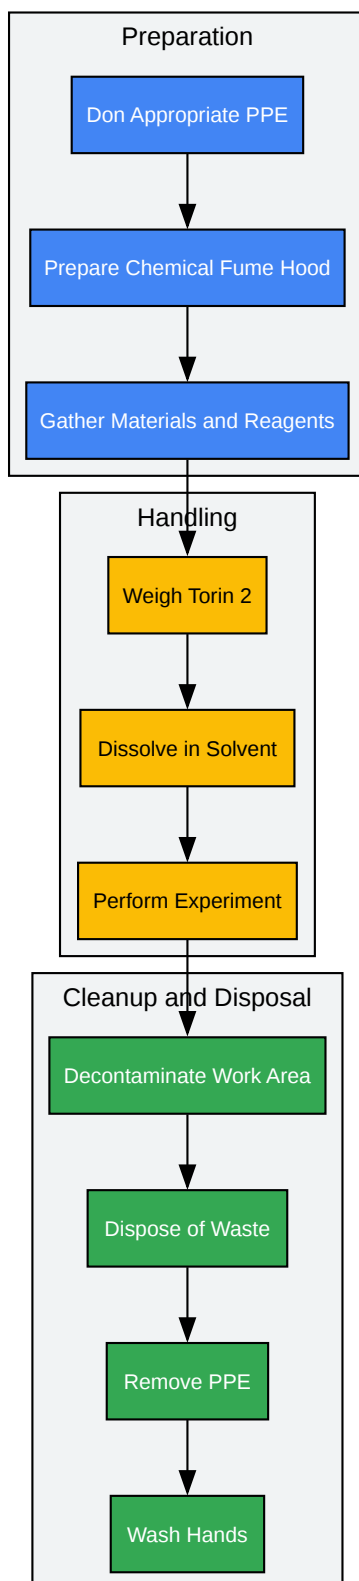 Preparation
Don Appropriate PPE
Prepare Chemical Fume Hood
Gather Materials and Reagents
Handling
Weigh Torin 2
Dissolve in Solvent
Perform Experiment
Cleanup and Disposal
Decontaminate Work Area
Dispose of Waste
Remove PPE
Wash Hands